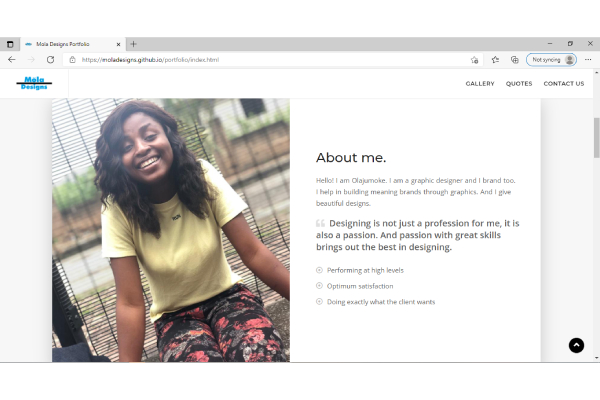 Mola Designs Portfolio
https://moladesigns.github.io/portfolio/index.html
Not syncing
Mola
Designs
GALLERY QUOTES CONTACT US
About me.
Hello! I am Olajumoke. I am a graphic designer and I brand too.
I help in building meaning brands through graphics. And I give
beautiful designs.
Designing is not just a profession for me, it is
also a passion. And passion with great skills
brings out the best in designing.
Performing at high levels
Optimum satisfaction
Doing exactly what the client wants